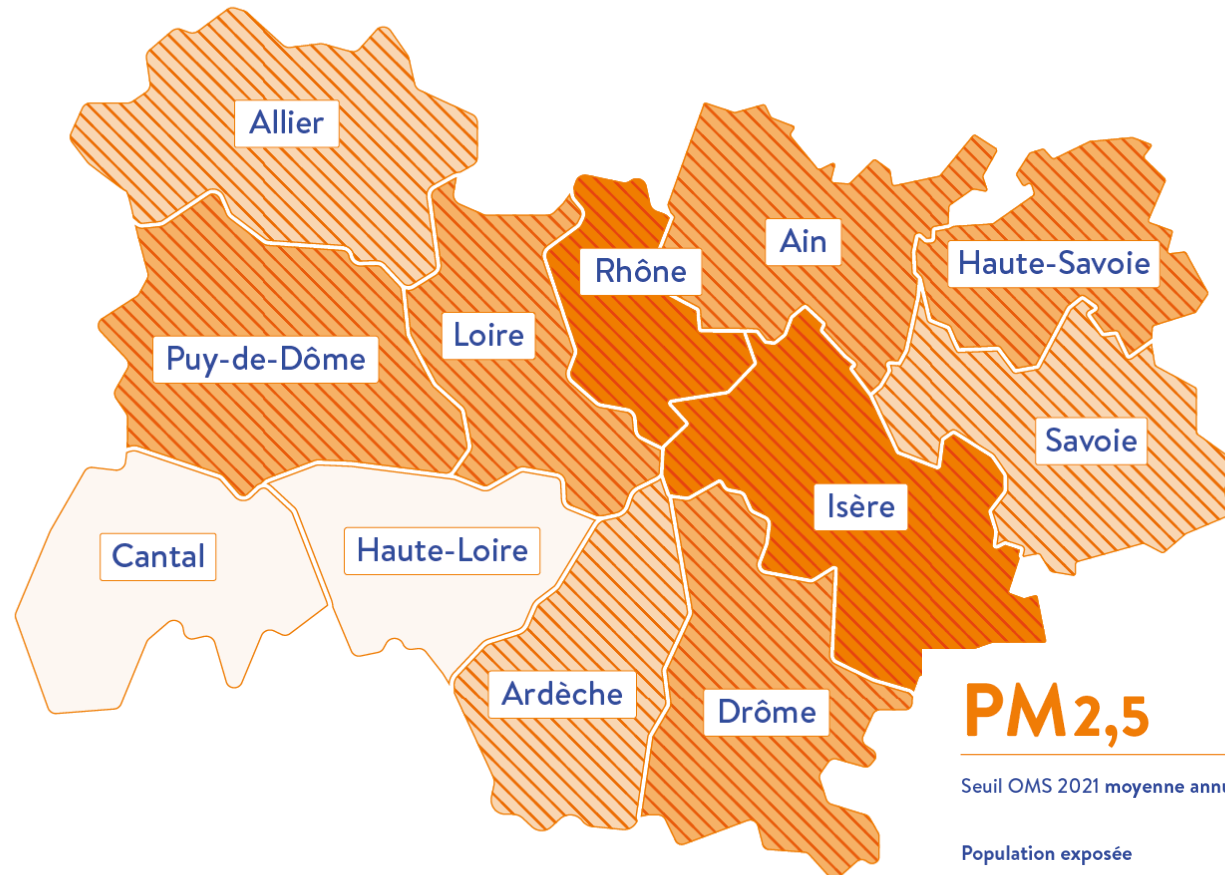 Allier
Ain
Haute-Savoie
Rhône
Loire
Puy-de-Dôme
Savoie
Isère
Cantal
Haute-Loire
Ardèche
Drôme
PM2,5
Seuil OMS 2021 moyenne
Population exposée